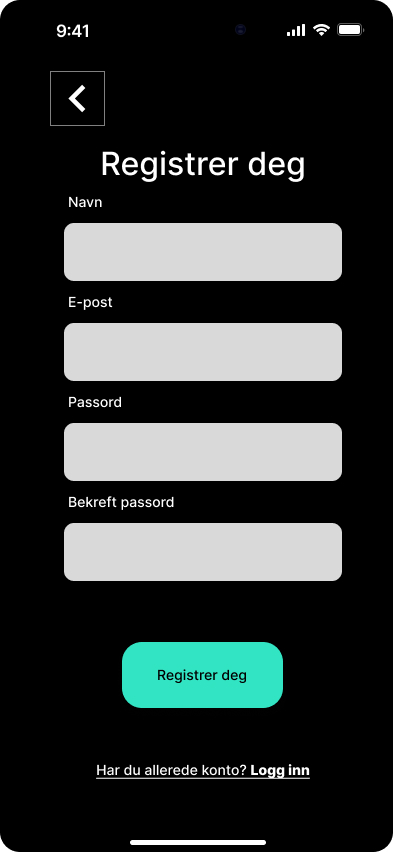 9:41
Registrer deg
Navn
E-post
Passord
Bekreft passord
Registrer deg
Har du allerede konto? Logg inn